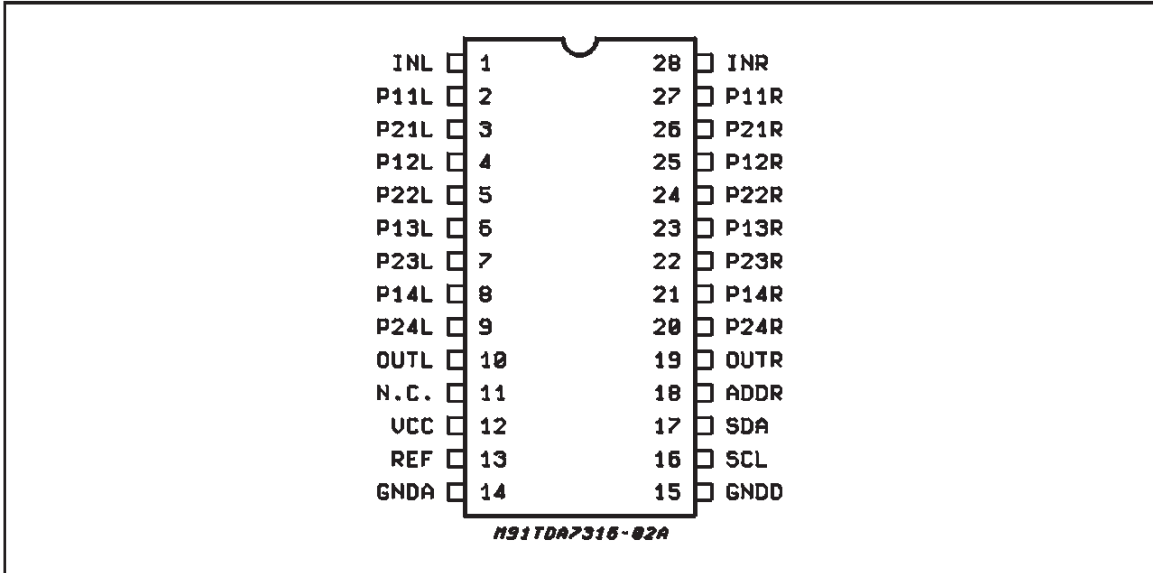 INL 1 28 INR
P11L 2 27 P11R
P21L 3 26 P21R
P12L 4 25 P12R
P22L 5 24 P22R
P13L 6 23 P13R
P23L 7 22 P23R
P14L 8 21 P14R
P24L 9 20 P24R
OUTL 10 19 OUTR
N.C. 11 18 ADDR
VCC 12 17 SDA
REF 13 16 SCL
GNDA 14 15 GNDD
M91TDA7316-02A